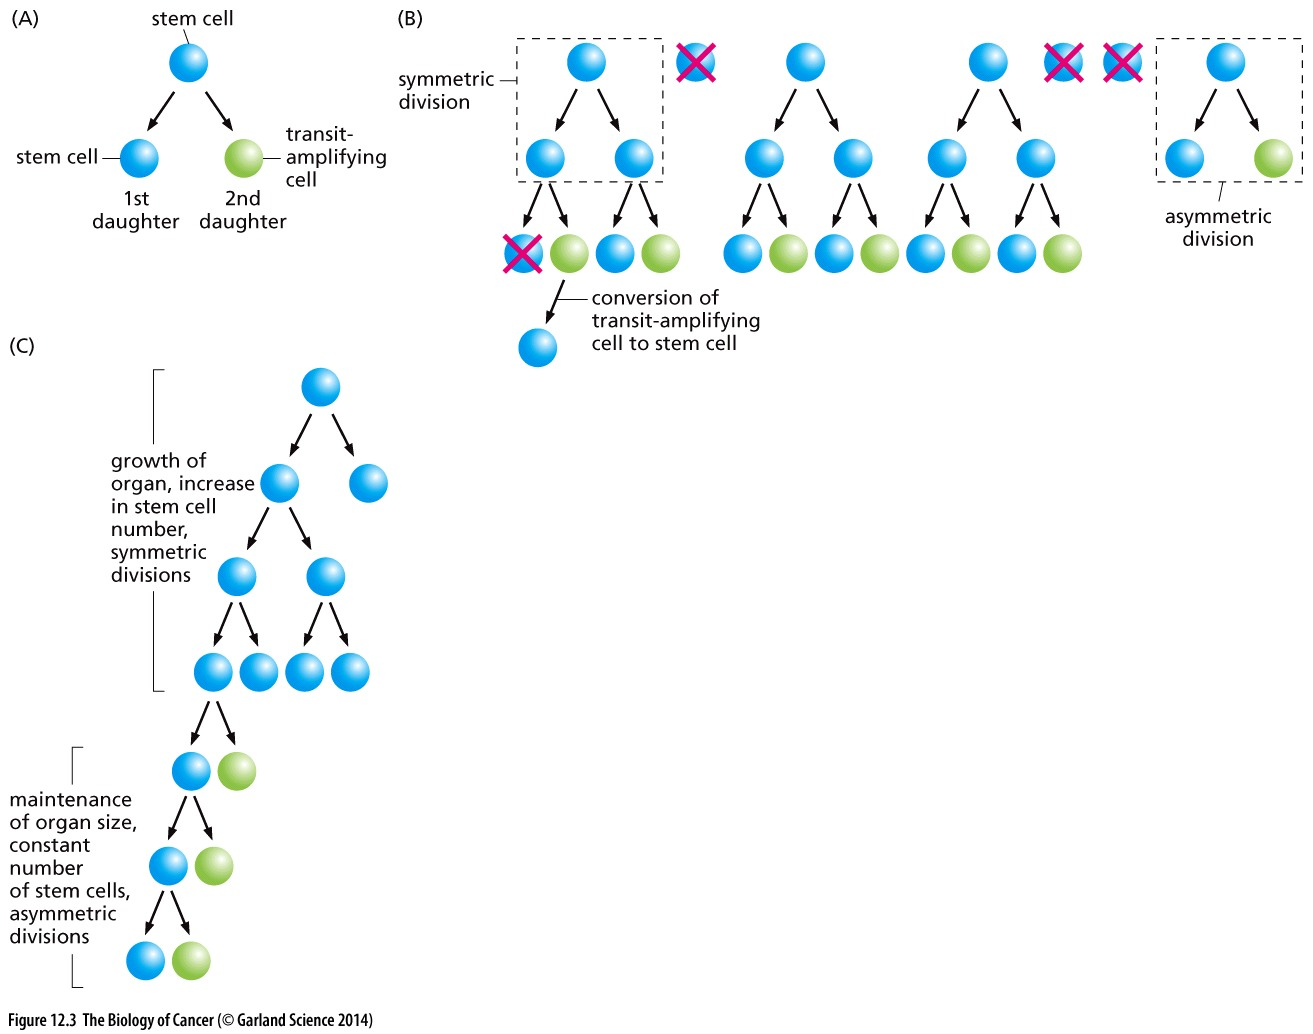 (A)
stem cell
stem cell
transit-
amplifying
cell
1st
daughter
2nd
daughter
(B)
symmetric
division
asymmetric
division
conversion of
transit-amplifying
cell to stem cell
(C)
growth of
organ, increase
in stem cell
number,
symmetric
divisions
maintenance
of organ size,
constant
number
of stem cells,
asymmetric
divisions
Figure 12.3 The Biology of Cancer (© Garland Science 2014)